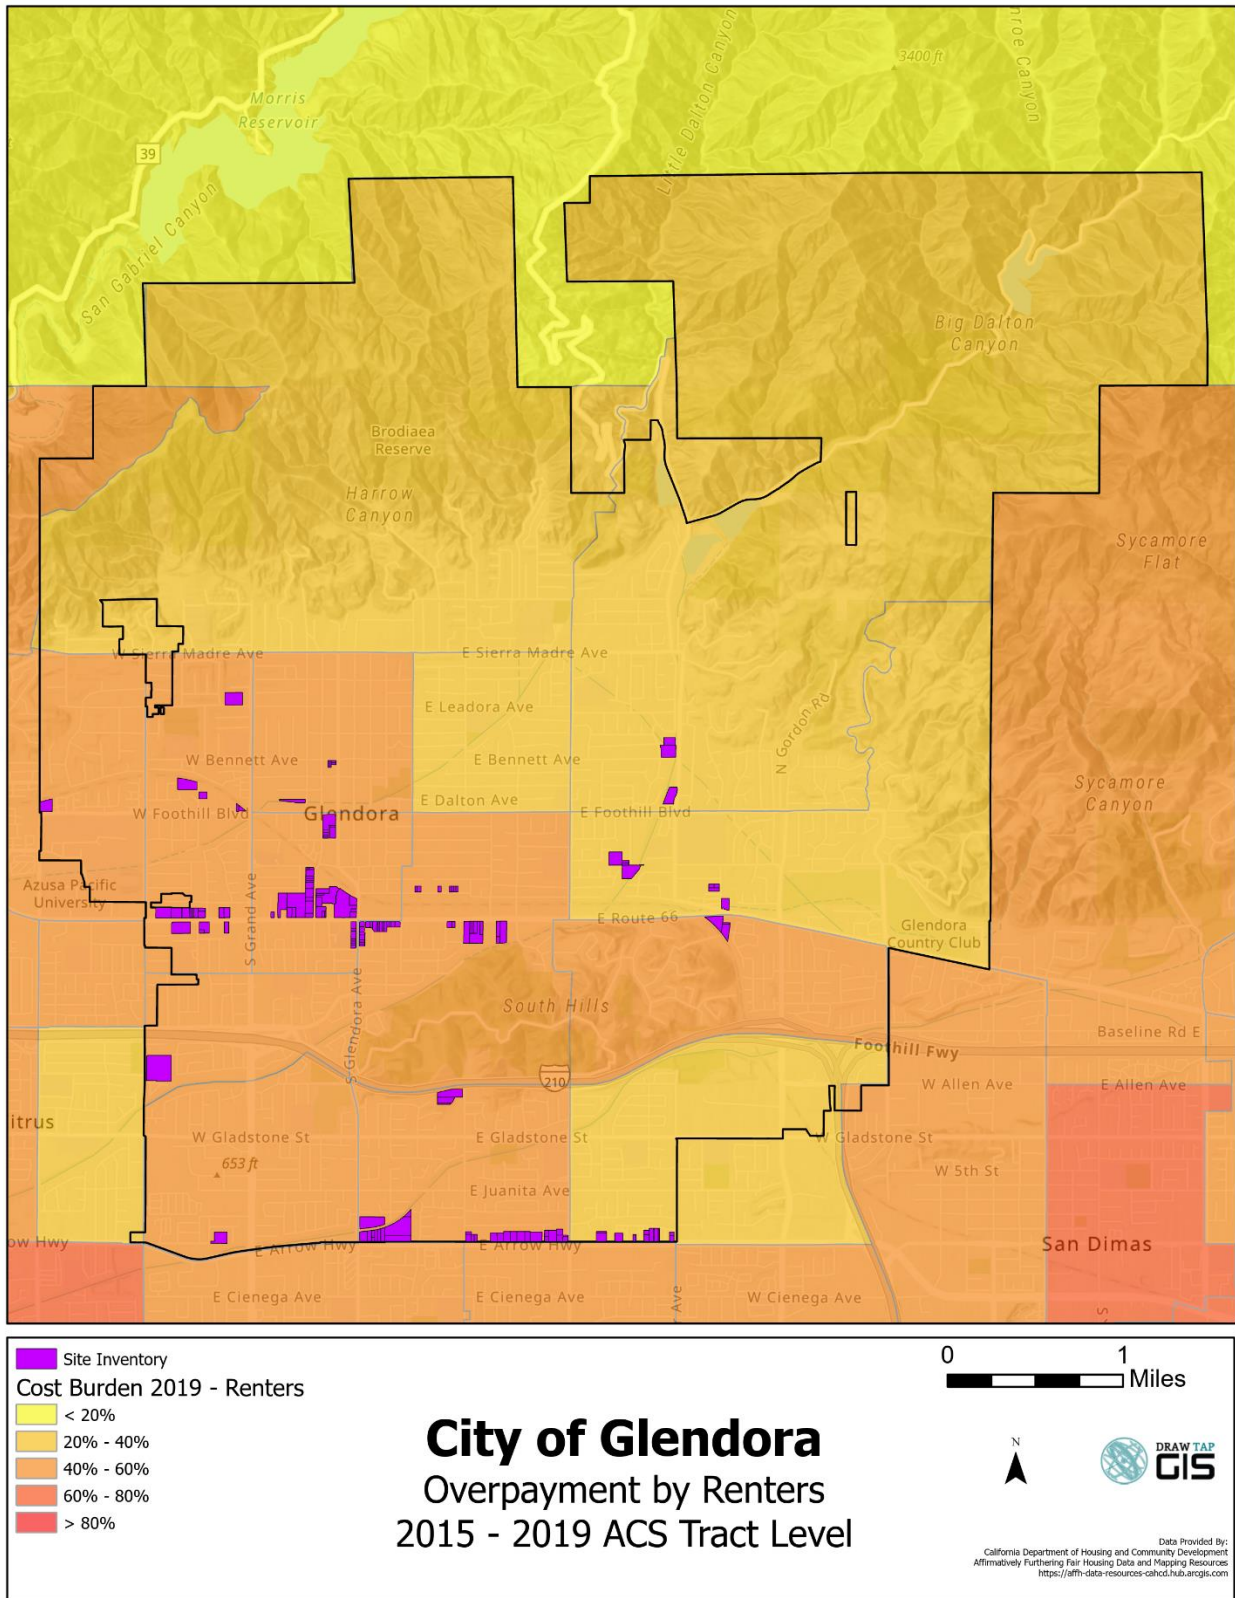 Little Dalton Canyon
nroe Canyon
3400 ft
Morris
Reservoir
39
San Gabriel Canyon
Big Dalton
Canyon
Brodiaea
Reserve
Harrow
Canyon
Sycamore
Flat
W Sierra Madre Ave
E Sierra Madre Ave
E Leadora Ave
N Gordon Rd
W Bennett Ave
E Bennett Ave
Sycamore
Canyon
E Dalton Ave
W Foothill Blvd
Glendora
E Foothill Blvd
Azusa Pacific
University
S Grand Ave
E Route 66
Glendora
Country Club
South Hills
S Glendora Ave
Foothill Fwy
Baseline Rd E
210
W Allen Ave
E Allen Ave
itrus
W Gladstone St
E Gladstone St
W Gladstone St
653 ft
W 5th St
E Juanita Ave
ow Hwy
E Arrow Hwy
E Arrow Hwy
San Dimas
E Cienega Ave
E Cienega Ave
Ave
W Cienega Ave
S
Site Inventory
Cost Burden 2019 - Renters
< 20%
20% - 40%
40% - 60%
60% - 80%
> 80%
City of Glendora
Overpayment by Renters
2015 - 2019 ACS Tract Level
0 1
Miles
N
DRAW TAP
GIS
Data Provided By:
California Department of Housing and Community Development
Affirmatively Furthering Fair Housing Data and Mapping Resources
https://affh-data-resources-cahcd.hub.arcgis.com